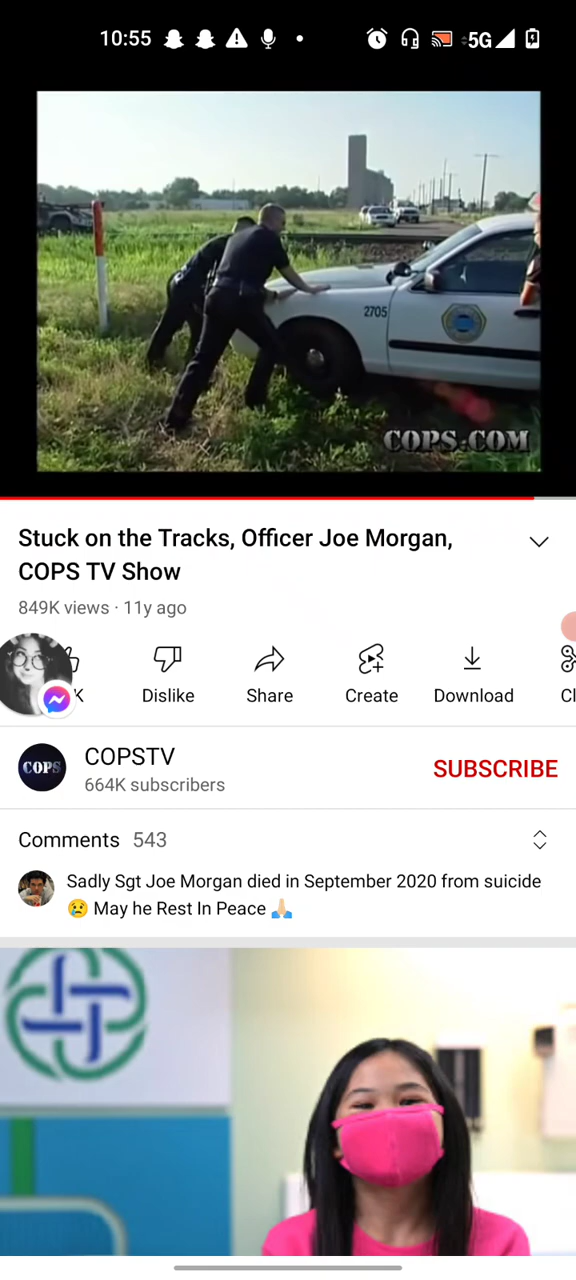 10:55
5G
2705
COPS.COM
Stuck on the Tracks, Officer Joe Morgan,
COPS TV Show
849K views · 11y ago
K Dislike Share Create Download Cl
COPS
COPSTV
664K subscribers
SUBSCRIBE
Comments 543
Sadly Sgt Joe Morgan died in September 2020 from suicide
😢 May he Rest In Peace 🙏🏼